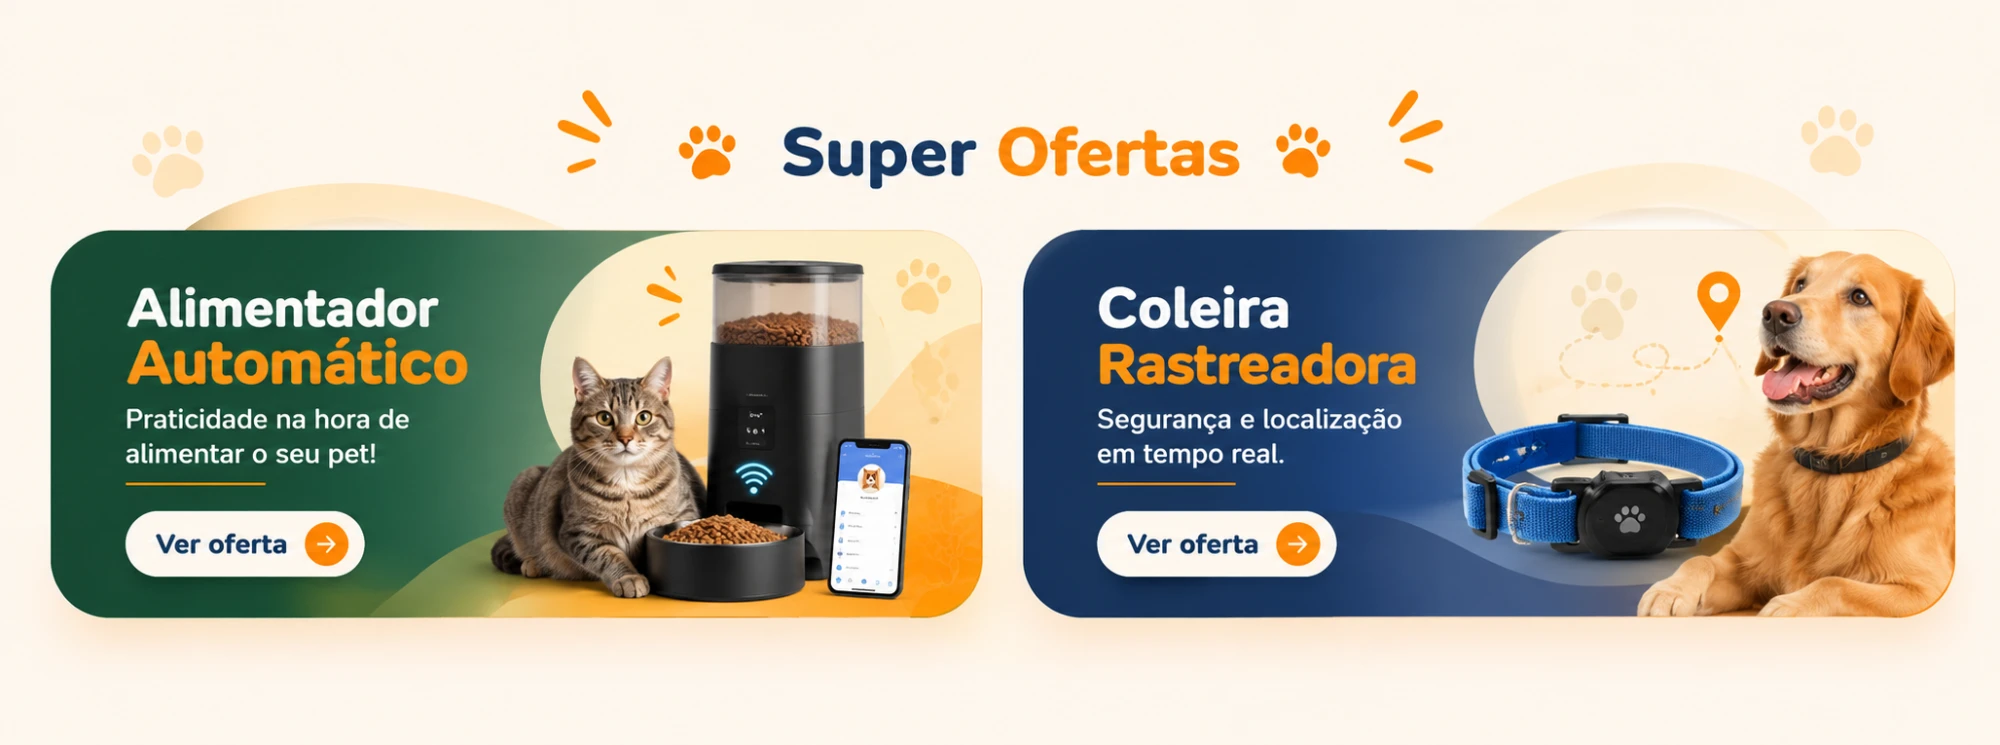 Super Ofertas
Alimentador
Automático
Praticidade na hora de
alimentar o seu pet!
Ver oferta
Coleira
Rastreadora
Segurança e localização
em tempo real.
Ver oferta